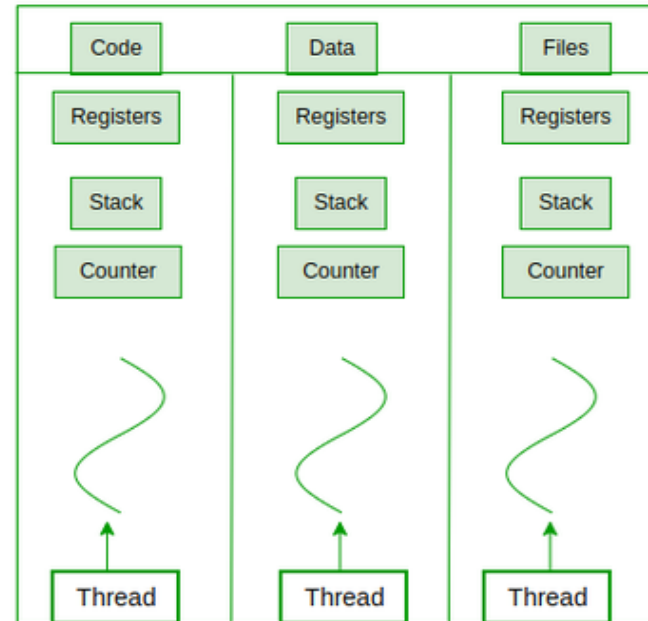 Code Data Files
Registers Registers Registers
Stack Stack Stack
Counter Counter Counter
Thread Thread Thread